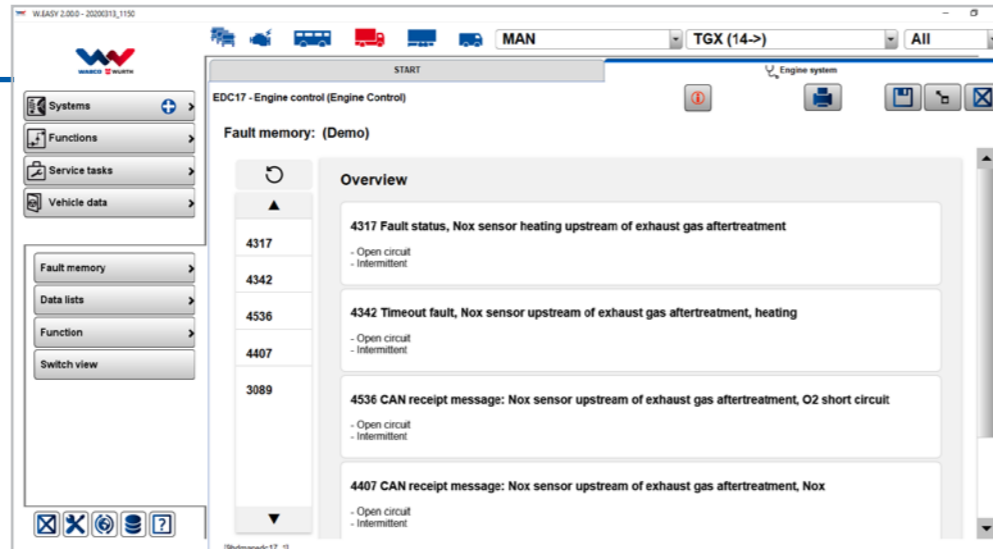 W.EASY 2.00.0 - 20200313_1150
MAN
TGX (14->)
All
WABCO WURTH
START
Engine system
Systems
Functions
Service tasks
Vehicle data
EDC17 - Engine control (Engine Control)
Fault memory: (Demo)
Fault memory
Data lists
Function
Switch view
4317
4342
4536
4407
3089
Overview
4317 Fault status, Nox sensor heating upstream of exhaust gas aftertreatment
- Open circuit
- Intermittent
4342 Timeout fault, Nox sensor upstream of exhaust gas aftertreatment, heating
- Open circuit
- Intermittent
4536 CAN receipt message: Nox sensor upstream of exhaust gas aftertreatment, O2 short circuit
- Open circuit
- Intermittent
4407 CAN receipt message: Nox sensor upstream of exhaust gas aftertreatment, Nox
- Open circuit
- Intermittent